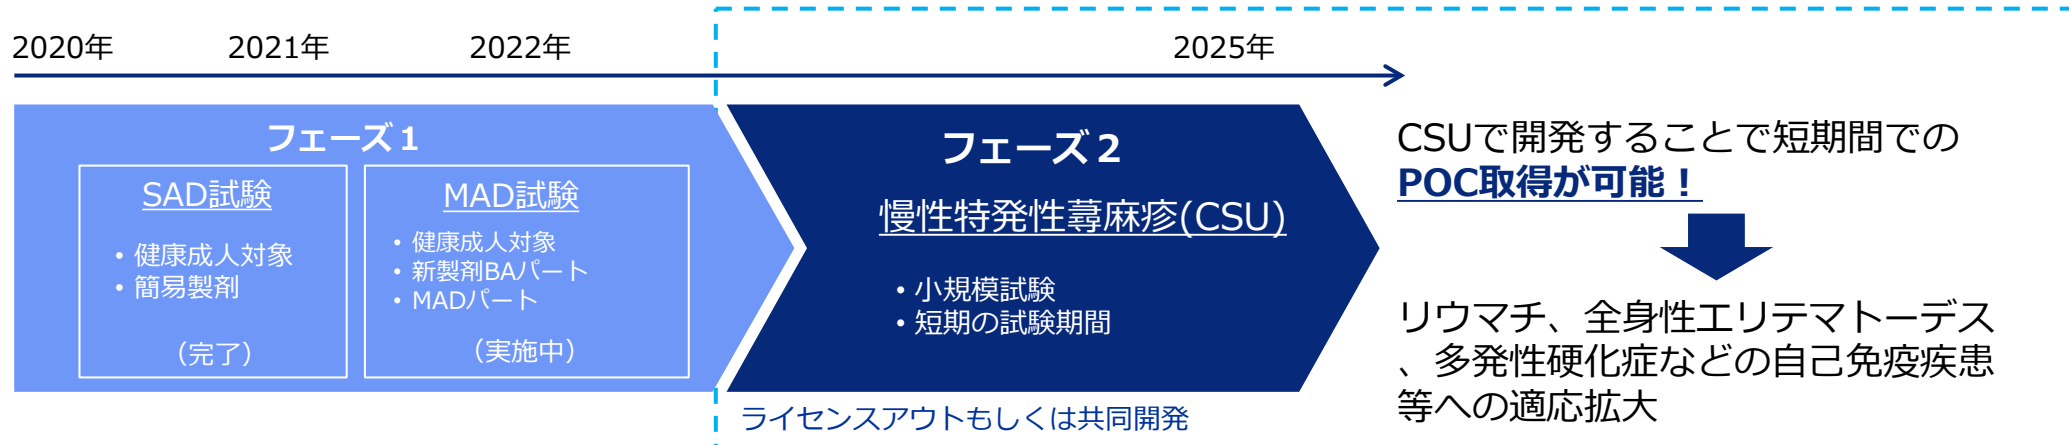 2020年
2021年
2022年
2025年
フェーズ１
SAD試験
• 健康成人対象
• 簡易製剤
（完了）
MAD試験
• 健康成人対象
• 新製剤BAパート
• MADパート
（実施中）
フェーズ２
慢性特発性蕁麻疹(CSU)
• 小規模試験
• 短期の試験期間
ライセンスアウトもしくは共同開発
CSUで開発することで短期間での
POC取得が可能！
リウマチ、全身性エリテマトーデス
、多発性硬化症などの自己免疫疾患
等への適応拡大